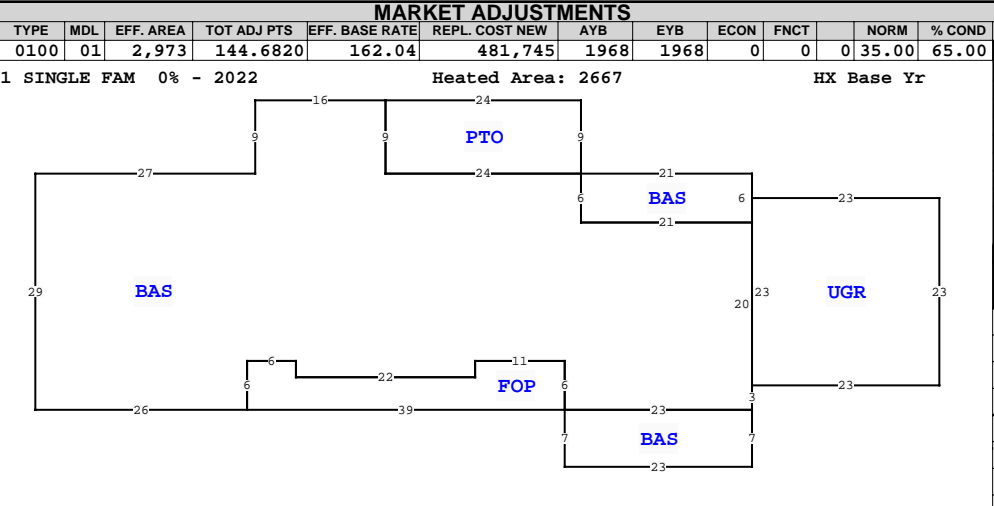 MARKET ADJUSTMENTS
TYPE MDL EFF. AREA TOT ADJ PTS EFF. BASE RATE REPL. COST NEW AYB EYB ECON FNCT NORM % COND
0100 01 2,973 144.6820 162.04 481,745 1968 1968 0 0 0 35.00 65.00
1 SINGLE FAM 0% - 2022 Heated Area: 2667 HX Base Yr
16 24
9 9 PTO 9
27 24 21
6 BAS 6 23
21
29 BAS 20 23 UGR 23
6 11
22
6 FOP 6 23
26 39 23 3
7 BAS 7
23